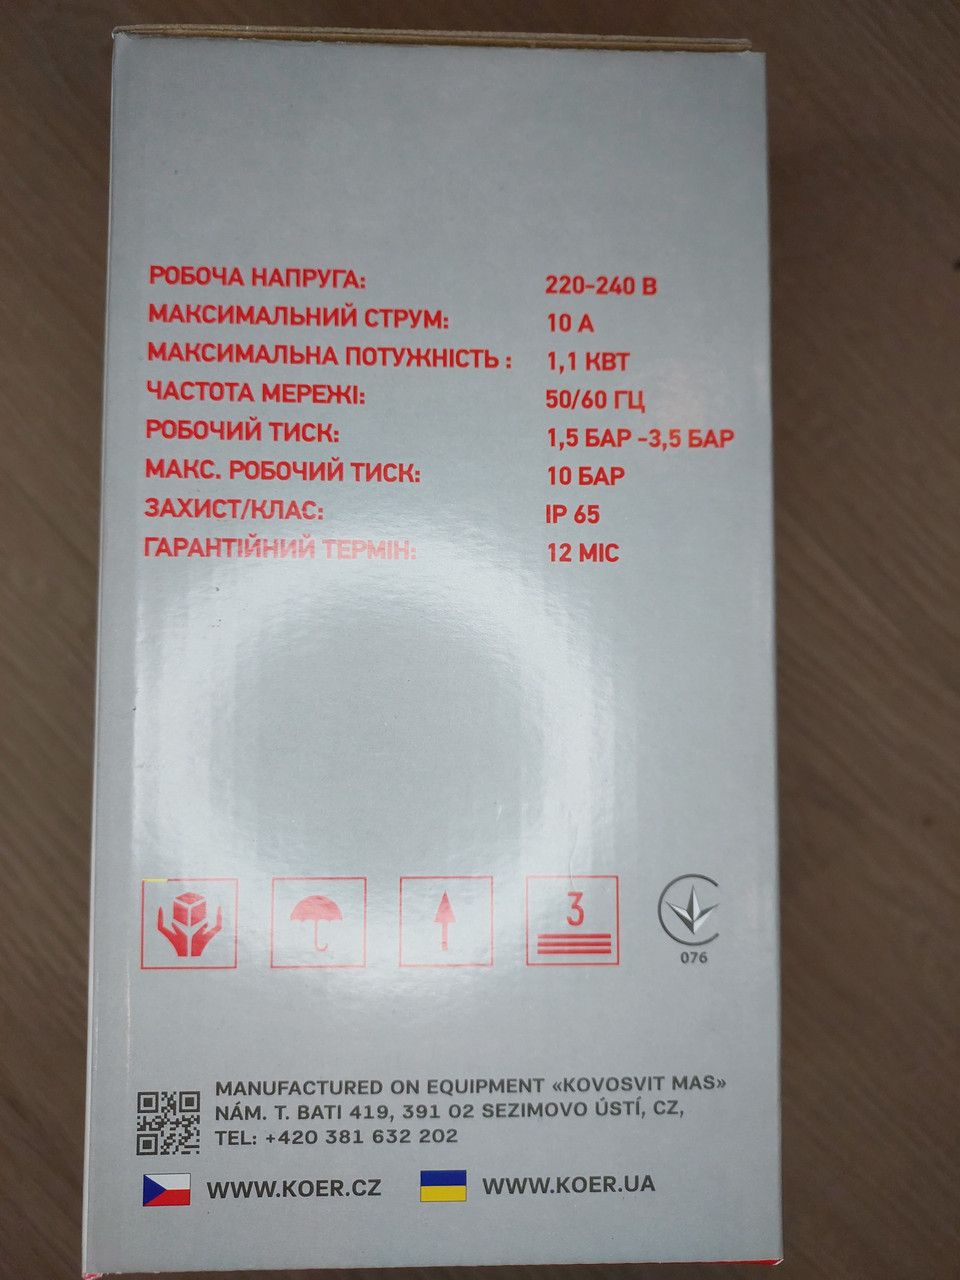 РОБОЧА НАПРУГА: 220-240 В
МАКСИМАЛЬНИЙ СТРУМ: 10 А
МАКСИМАЛЬНА ПОТУЖНІСТЬ : 1,1 КВТ
ЧАСТОТА МЕРЕЖІ: 50/60 ГЦ
РОБОЧИЙ ТИСК: 1,5 БАР -3,5 БАР
МАКС. РОБОЧИЙ ТИСК: 10 БАР
ЗАХИСТ/КЛАС: IP 65
ГАРАНТІЙНИЙ ТЕРМІН: 12 МІС
3
076
MANUFACTURED ON EQUIPMENT «KOVOSVIT MAS»
NÁM. T. BATI 419, 391 02 SEZIMOVO ÚSTÍ, CZ,
TEL: +420 381 632 202
WWW.KOER.CZ WWW.KOER.UA